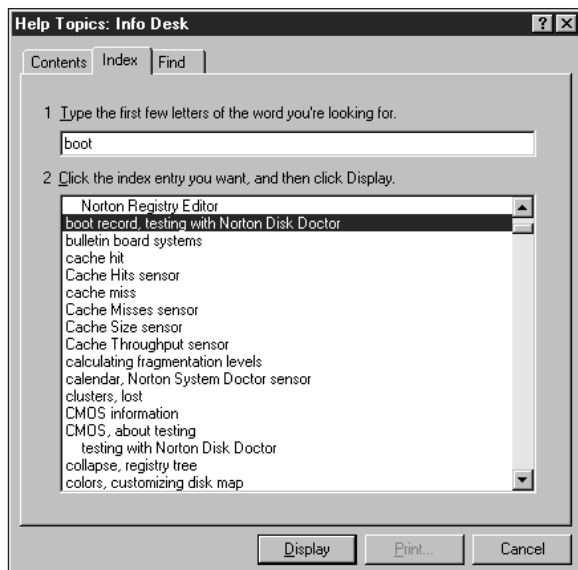 Help Topics: Info Desk
Contents Index Find
1 Type the first few letters of the word you're looking for.
boot
2 Click the index entry you want, and then click Display.
Norton Registry Editor
boot record, testing with Norton Disk Doctor
bulletin board systems
cache hit
Cache Hits sensor
cache miss
Cache Misses sensor
Cache Size sensor
Cache Throughput sensor
calculating fragmentation levels
calendar, Norton System Doctor sensor
clusters, lost
CMOS information
CMOS, about testing
testing with Norton Disk Doctor
collapse, registry tree
colors, customizing disk map
Display Print... Cancel